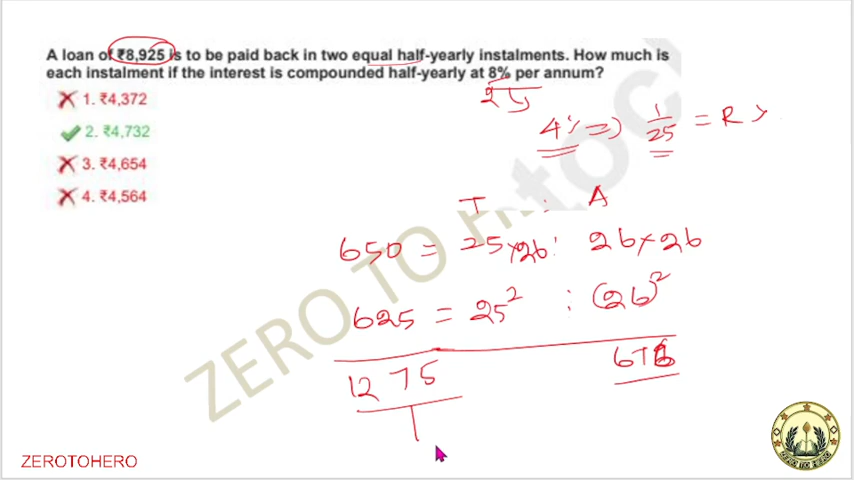 A loan of ₹8,925 is to be paid back in two equal half-yearly instalments. How much is
each instalment if the interest is compounded half-yearly at 8% per annum?
1. ₹4,372
2. ₹4,732
3. ₹4,654
4. ₹4,564
4% => 1/25 = R
: A
650 = 25 × 26 : 26 × 26
625 = 25² : (26)²
1275 676
ZERO TO
ZEROTOHERO